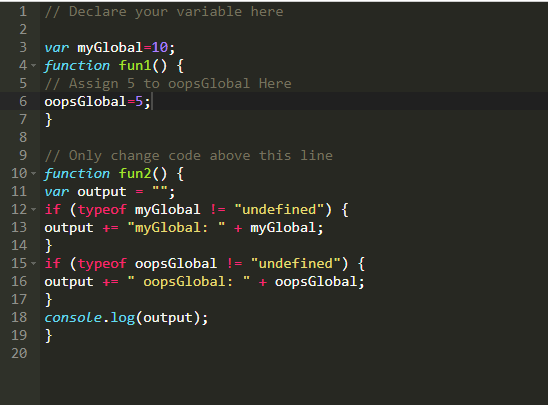 1 // Declare your variable here
2
3 var myGlobal=10;
4 function fun1() {
5 // Assign 5 to oopsGlobal Here
6 oopsGlobal=5;
7 }
8
9 // Only change code above this line
10 function fun2() {
11 var output = "";
12 if (typeof myGlobal != "undefined") {
13 output += "myGlobal: " + myGlobal;
14 }
15 if (typeof oopsGlobal != "undefined") {
16 output += " oopsGlobal: " + oopsGlobal;
17 }
18 console.log(output);
19 }
20